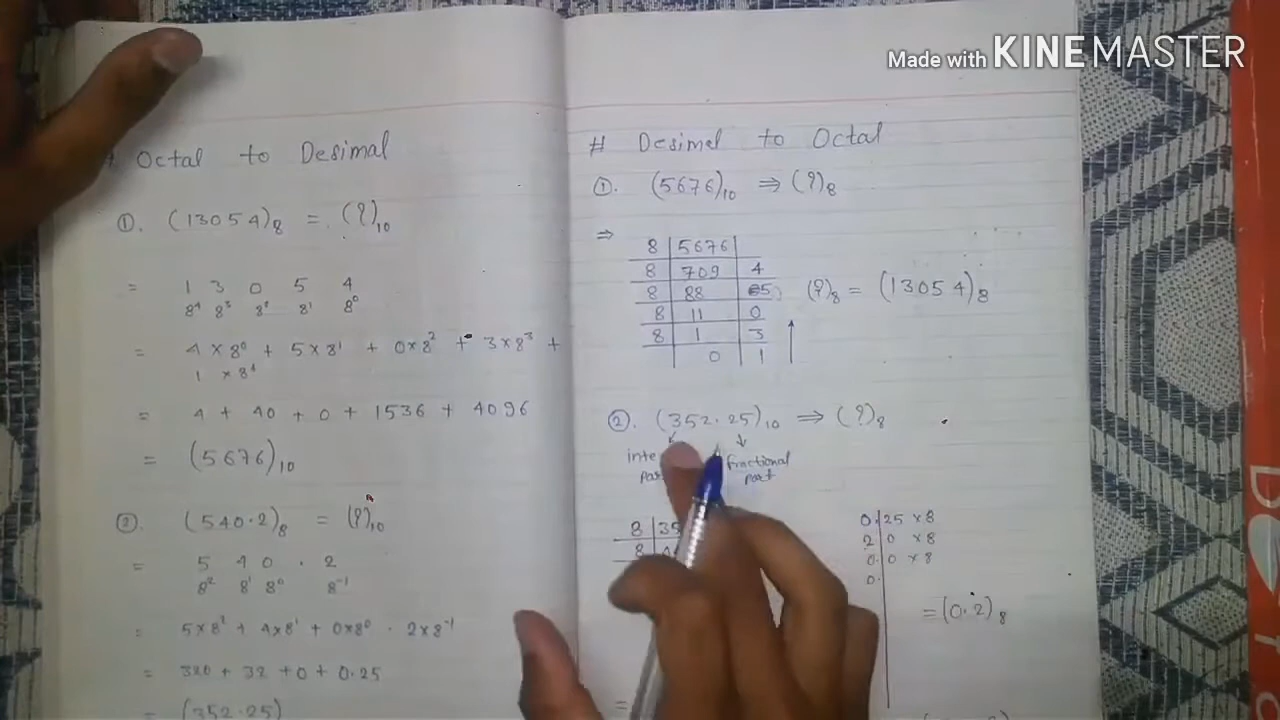 Made with KINEMASTER
# Octal to Desimal
①. (13054)₈ = (?)₁₀
= 1 3 0 5 4
8⁴ 8³ 8² 8¹ 8⁰
= 4 × 8⁰ + 5 × 8¹ + 0×8² + 3×8³ +
1 × 8⁴
= 4 + 40 + 0 + 1536 + 4096
= (5676)₁₀
②. (540.2)₈ = (?)₁₀
= 5 4 0 . 2
8² 8¹ 8⁰ 8⁻¹
= 5×8² + 4×8¹ + 0×8⁰ . 2×8⁻¹
= 320 + 32 + 0 + 0.25
= (352.25)
# Desimel to Octal
①. (5676)₁₀ ⇒ (?)₈
⇒ 8 | 5676 |
8 | 709 | 4
8 | 88 | 5
8 | 11 | 0
8 | 1 | 3
| 0 | 1
(?)₈ = (13054)₈
②. (352.25)₁₀ ⇒ (?)₈
fractional
part
8
8
0. | 25 × 8
2 | 0 × 8
0. | 0 × 8
0. |
= (0.2)₈
=